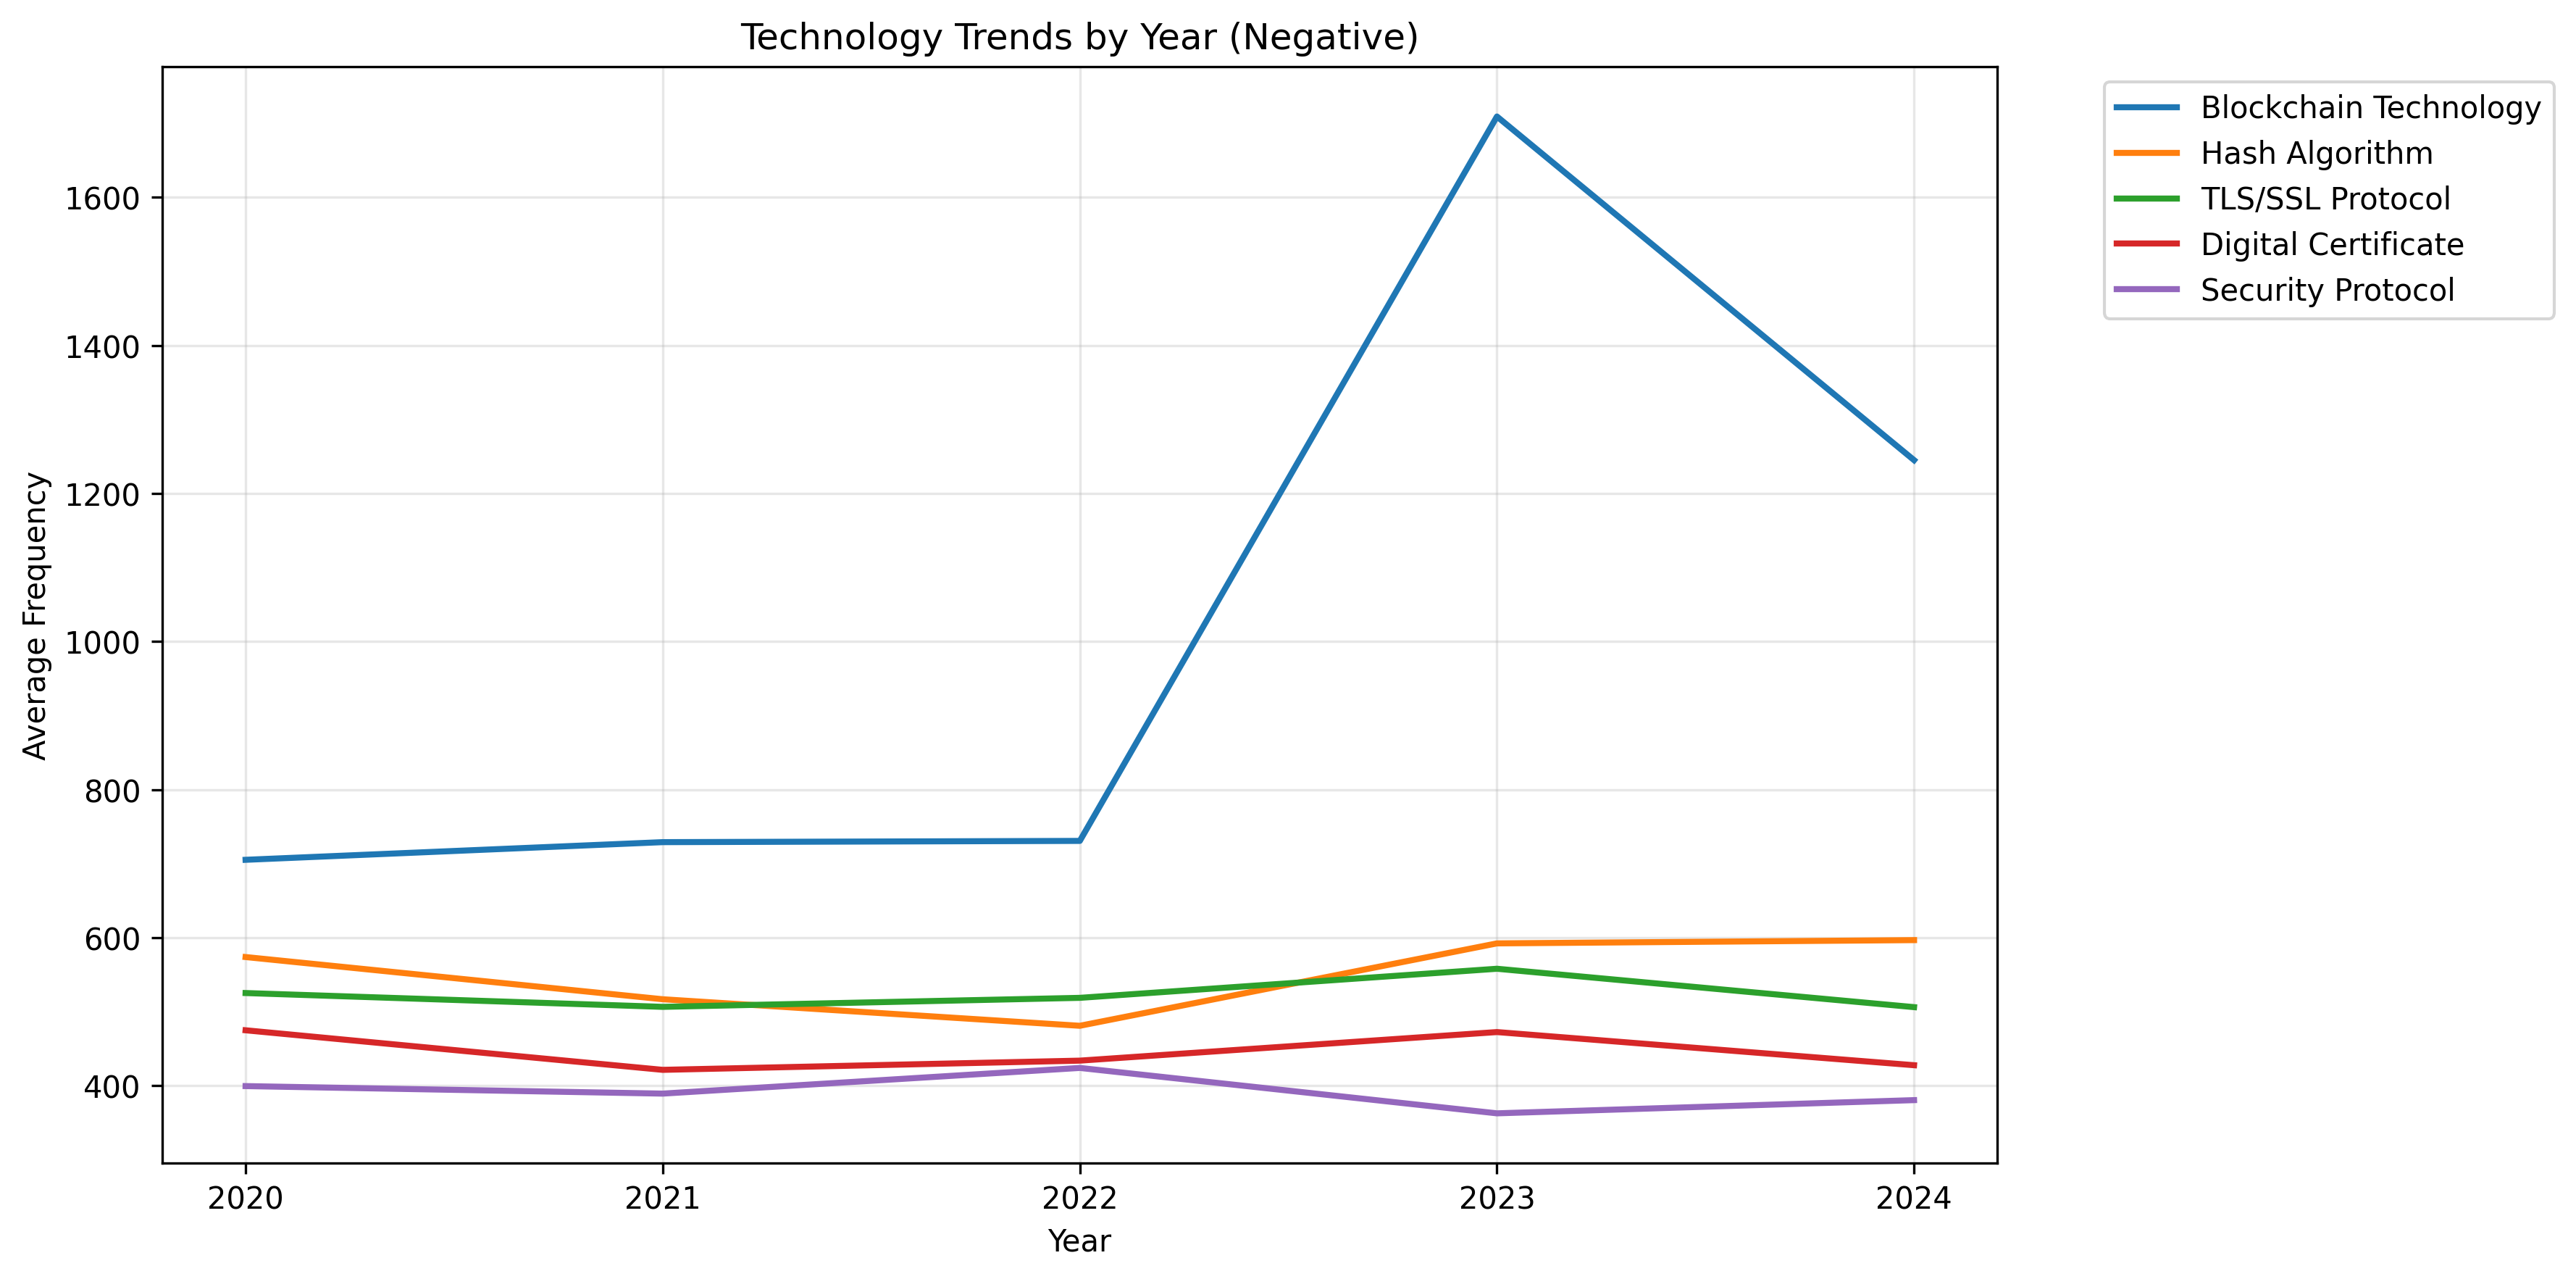 Technology Trends by Year (Negative)
Blockchain Technology
Hash Algorithm
TLS/SSL Protocol
Digital Certificate
Security Protocol
Average Frequency
1600
1400
1200
1000
800
600
400
2020 2021 2022 2023 2024
Year